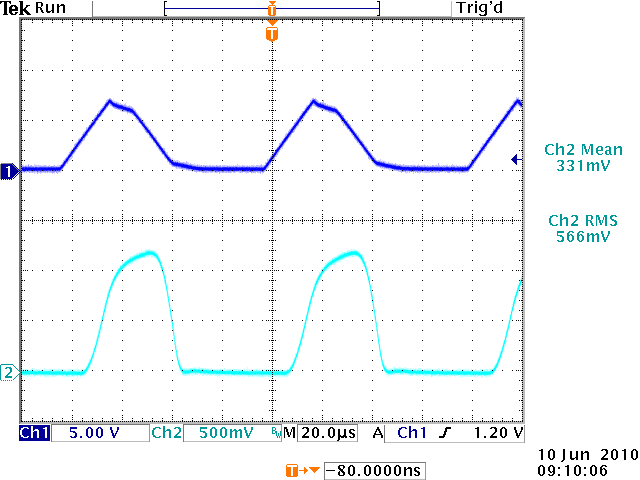 Tek Run Trig'd
T
T
1
Ch2 Mean
331mV
Ch2 RMS
566mV
2
Ch1 5.00 V Ch2 500mV BW M 20.0µs A Ch1 1.20 V
T −80.0000ns
10 Jun 2010
09:10:06